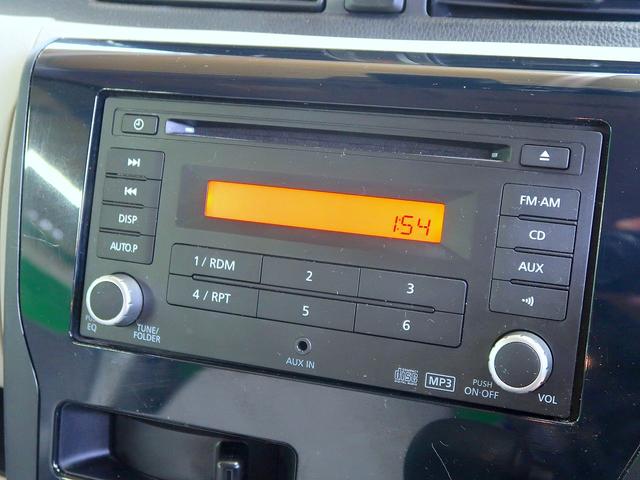 1:54
DISP
AUTO.P
1 / RDM
2
3
4 / RPT
5
6
FM·AM
CD
AUX
PUSH
EQ
TUNE/
FOLDER
AUX IN
MP3
PUSH
ON·OFF
VOL